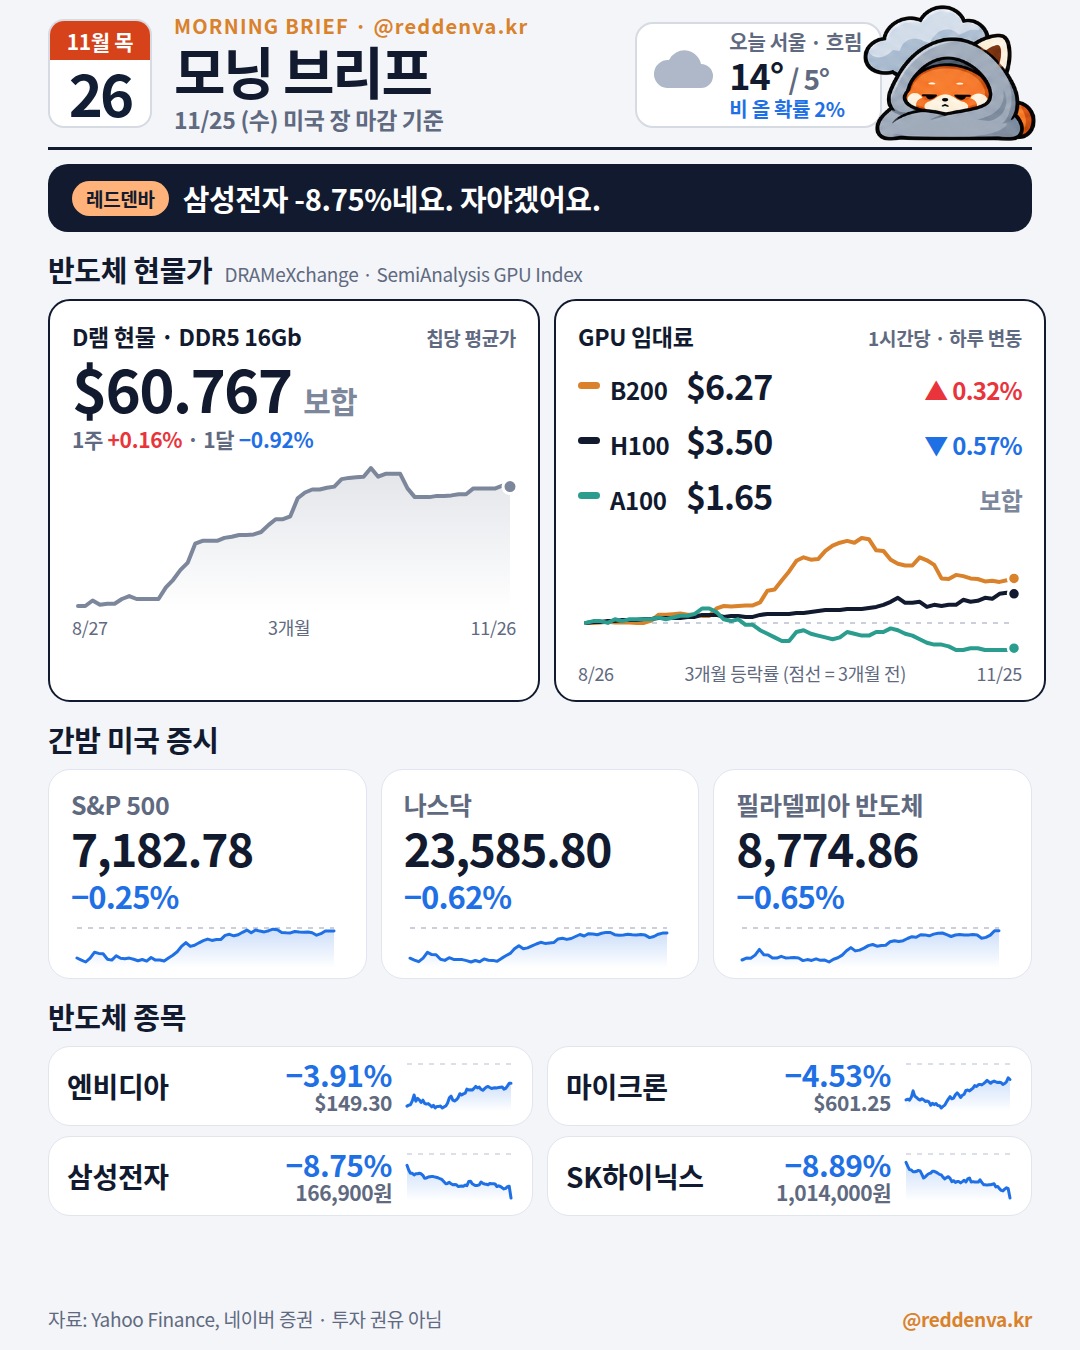 11월 목
26
MORNING BRIEF · @reddenva.kr
모닝 브리프
11/25 (수) 미국 장 마감 기준
오늘 서울 · 흐림
14° / 5°
비 올 확률 2%
레드덴바 삼성전자 -8.75%네요. 자야겠어요.
반도체 현물가 DRAMeXchange · SemiAnalysis GPU Index
D램 현물 · DDR5 16Gb 칩당 평균가
$60.767 보합
1주 +0.16% · 1달 −0.92%
8/27 3개월 11/26
GPU 임대료 1시간당 · 하루 변동
B200 $6.27 ▲ 0.32%
H100 $3.50 ▼ 0.57%
A100 $1.65 보합
8/26 3개월 등락률 (점선 = 3개월 전) 11/25
간밤 미국 증시
S&P 500
7,182.78
−0.25%
나스닥
23,585.80
−0.62%
필라델피아 반도체
8,774.86
−0.65%
반도체 종목
엔비디아 −3.91%
$149.30
마이크론 −4.53%
$601.25
삼성전자 −8.75%
166,900원
SK하이닉스 −8.89%
1,014,000원
자료: Yahoo Finance, 네이버 증권 · 투자 권유 아님
@reddenva.kr